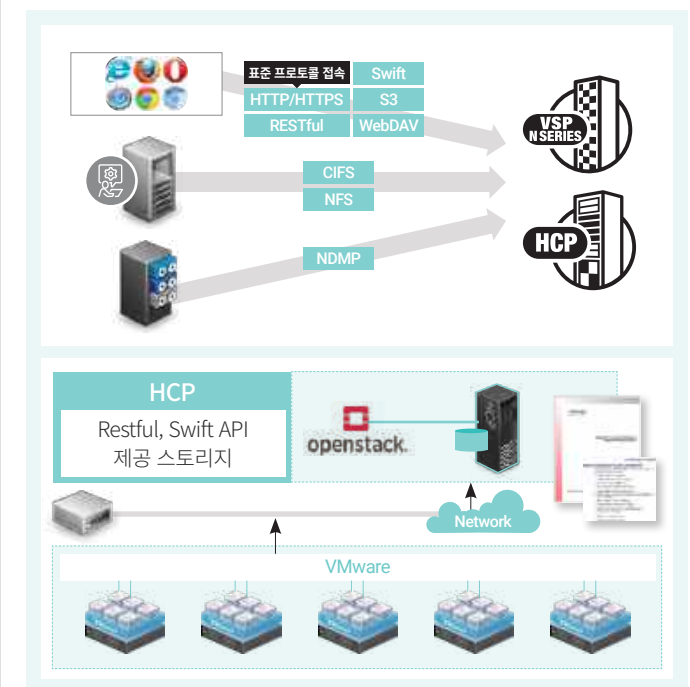 표준 프로토콜 접속
Swift
HTTP/HTTPS
S3
RESTful
WebDAV
VSP
N SERIES
CIFS
NFS
HCP
NDMP
HCP
Restful, Swift API
제공 스토리지
openstack.
Network
VMware